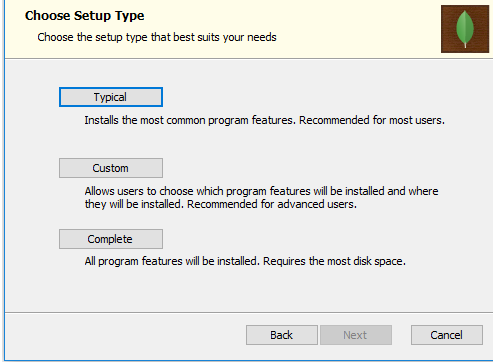 Choose Setup Type
Choose the setup type that best suits your needs
Typical
Installs the most common program features. Recommended for most users.
Custom
Allows users to choose which program features will be installed and where
they will be installed. Recommended for advanced users.
Complete
All program features will be installed. Requires the most disk space.
Back
Next
Cancel